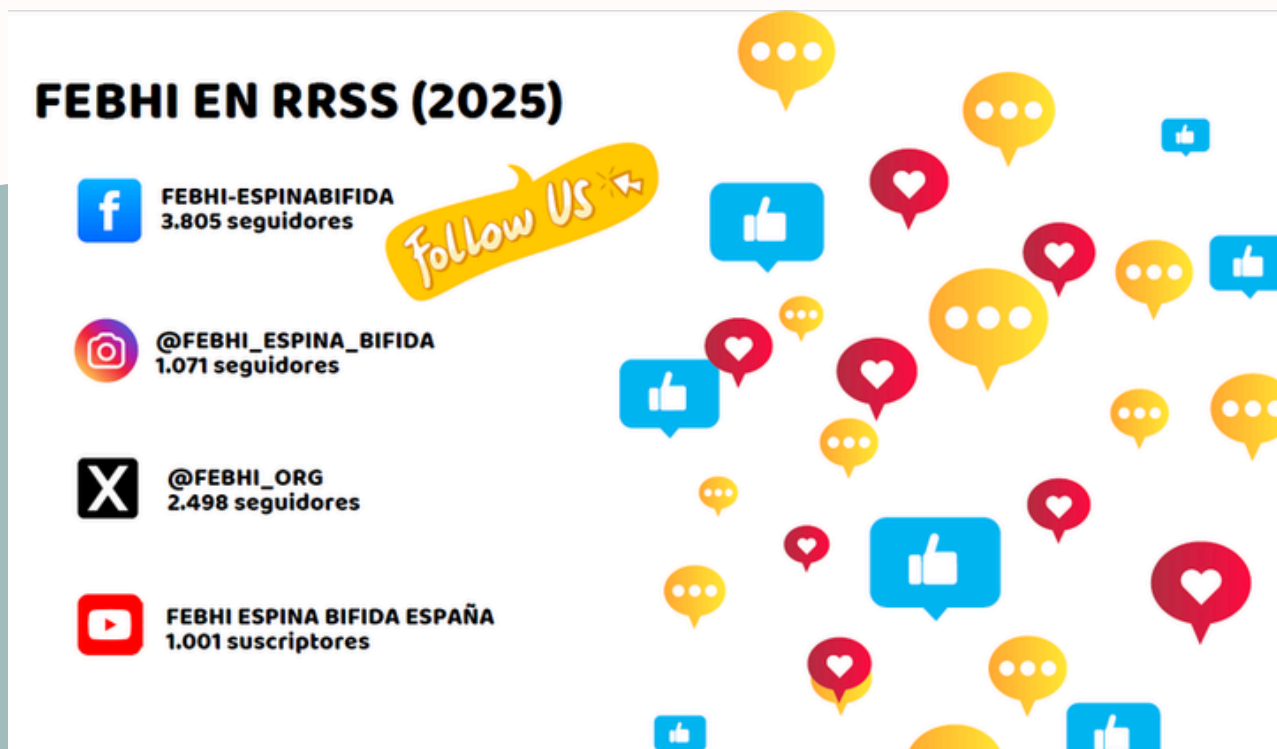 FEBHI EN RRSS (2025)
FEBHI-ESPINABIFIDA
3.805 seguidores
Follow Us
@FEBHI_ESPINA_BIFIDA
1.071 seguidores
@FEBHI_ORG
2.498 seguidores
FEBHI ESPINA BIFIDA ESPAÑA
1.001 suscriptores